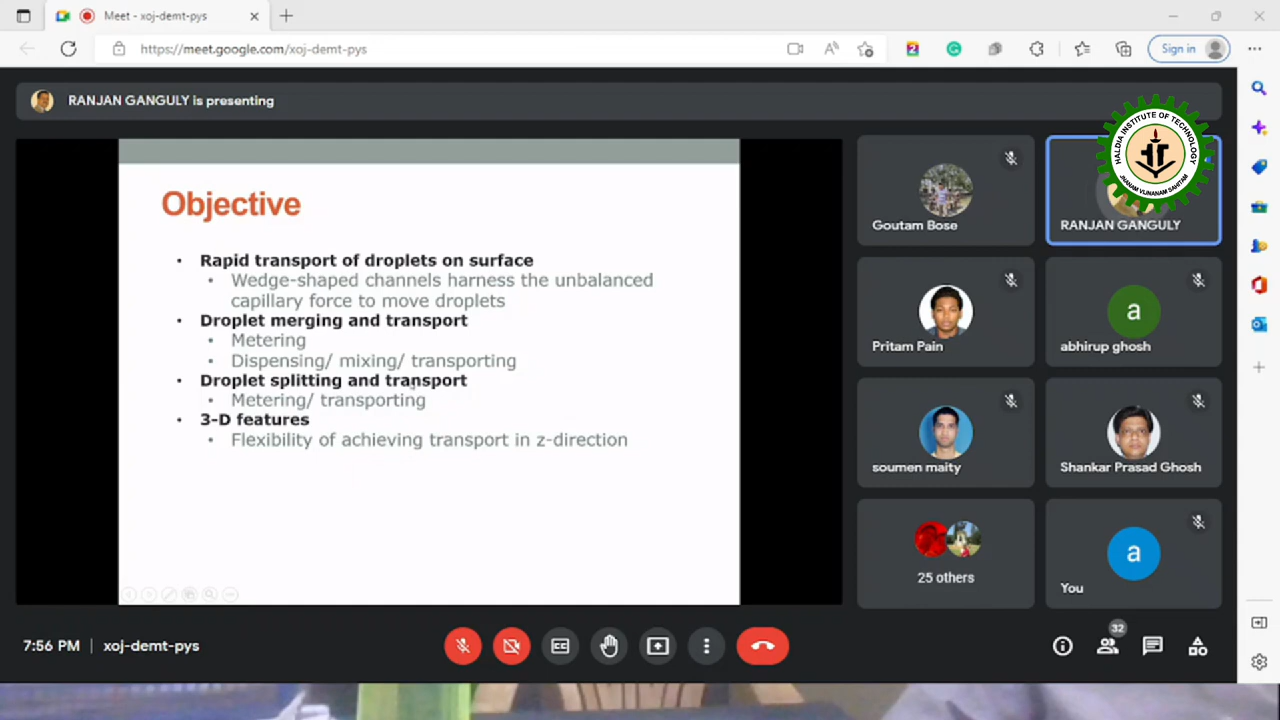 Meet - xoj-demt-pys
https://meet.google.com/xoj-demt-pys
Sign in
RANJAN GANGULY is presenting
Objective
• Rapid transport of droplets on surface
• Wedge-shaped channels harness the unbalanced
capillary force to move droplets
• Droplet merging and transport
• Metering
• Dispensing/ mixing/ transporting
• Droplet splitting and transport
• Metering/ transporting
• 3-D features
• Flexibility of achieving transport in z-direction
HALDIA INSTITUTE OF TECHNOLOGY
Goutam Bose
RANJAN GANGULY
Pritam Pain
a
abhirup ghosh
soumen maity
Shankar Prasad Ghosh
25 others
a
You
7:56 PM | xoj-demt-pys
CC
32